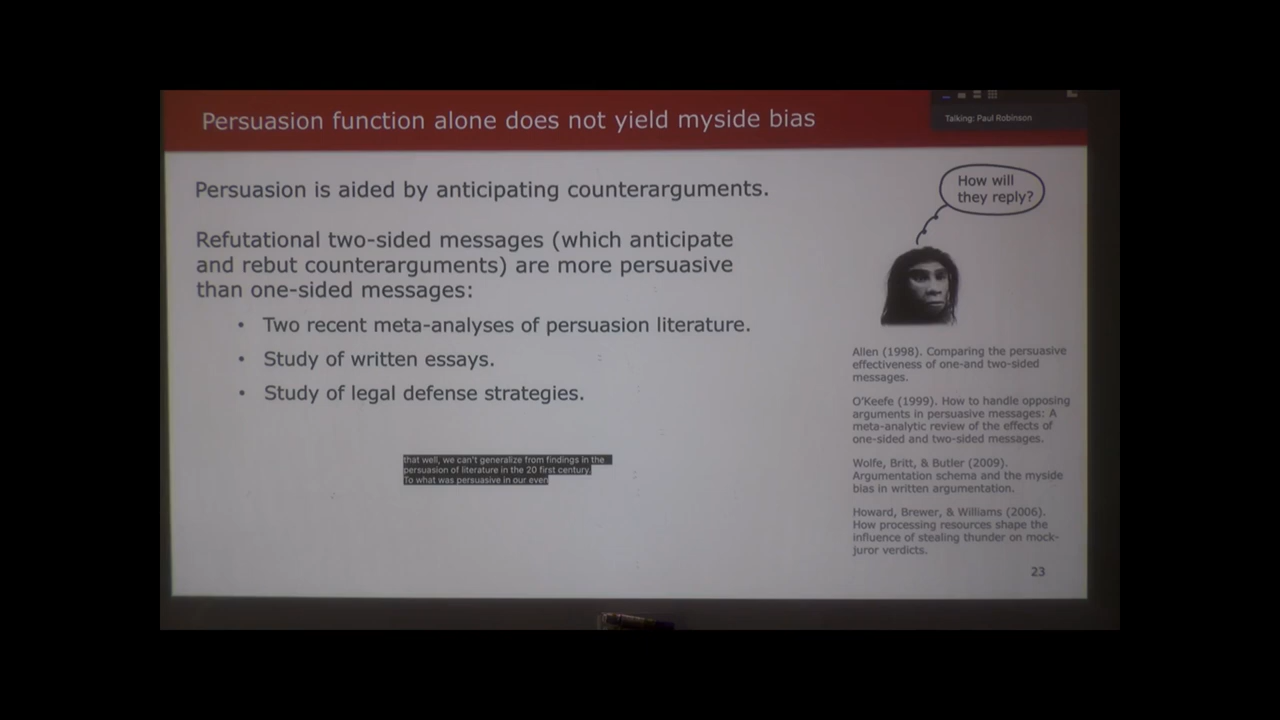 Persuasion function alone does not yield myside bias
Talking: Paul Robinson
Persuasion is aided by anticipating counterarguments.
How will
they reply?
Refutational two-sided messages (which anticipate
and rebut counterarguments) are more persuasive
than one-sided messages:
• Two recent meta-analyses of persuasion literature.
• Study of written essays.
• Study of legal defense strategies.
that well, we can't generalize from findings in the
persuasion of literature in the 20 first century.
To what was persuasive in our even
Allen (1998). Comparing the persuasive
effectiveness of one-and two-sided
messages.
O'Keefe (1999). How to handle opposing
arguments in persuasive messages: A
meta-analytic review of the effects of
one-sided and two-sided messages.
Wolfe, Britt, & Butler (2009).
Argumentation schema and the myside
bias in written argumentation.
Howard, Brewer, & Williams (2006).
How processing resources shape the
influence of stealing thunder on mock-
juror verdicts.
23